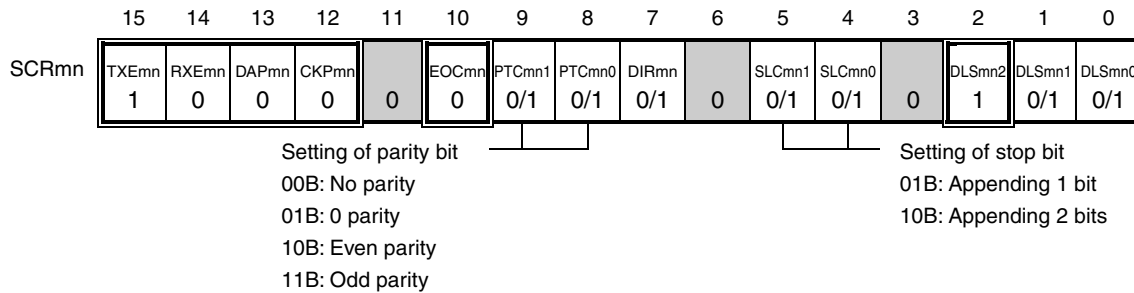 15 14 13 12 11 10 9 8 7 6 5 4 3 2 1 0
SCRmn TXEmn RXEmn DAPmn CKPmn EOCmn PTCmn1 PTCmn0 DIRmn SLCmn1 SLCmn0 DLSmn2 DLSmn1 DLSmn0
1 0 0 0 0 0 0/1 0/1 0/1 0 0/1 0/1 0 1 0/1 0/1
Setting of parity bit
00B: No parity
01B: 0 parity
10B: Even parity
11B: Odd parity
Setting of stop bit
01B: Appending 1 bit
10B: Appending 2 bits